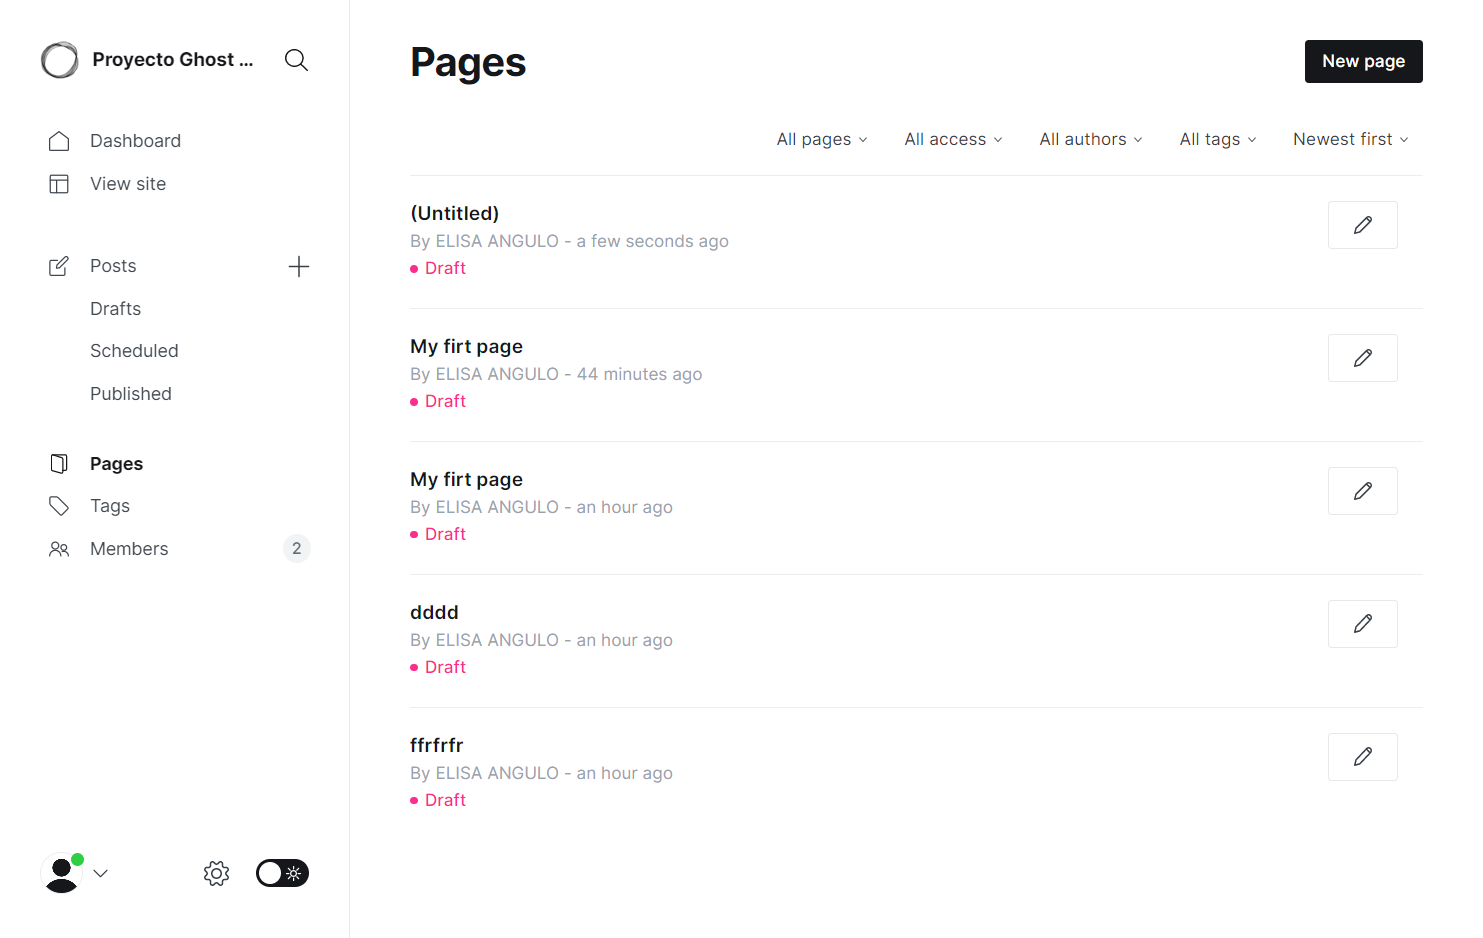 Proyecto Ghost ...
Dashboard
View site
Posts
Drafts
Scheduled
Published
Pages
Tags
Members
2
Pages
New page
All pages
All access
All authors
All tags
Newest first
(Untitled)
By ELISA ANGULO - a few seconds ago
Draft
My firt page
By ELISA ANGULO - 44 minutes ago
Draft
My firt page
By ELISA ANGULO - an hour ago
Draft
dddd
By ELISA ANGULO - an hour ago
Draft
ffrfrfr
By ELISA ANGULO - an hour ago
Draft